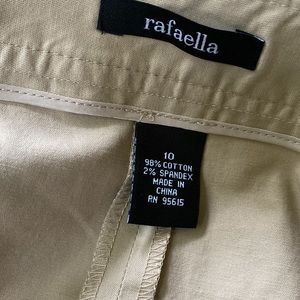 rafaella
10
98% COTTON
2% SPANDEX
MADE IN
CHINA
RN 95615